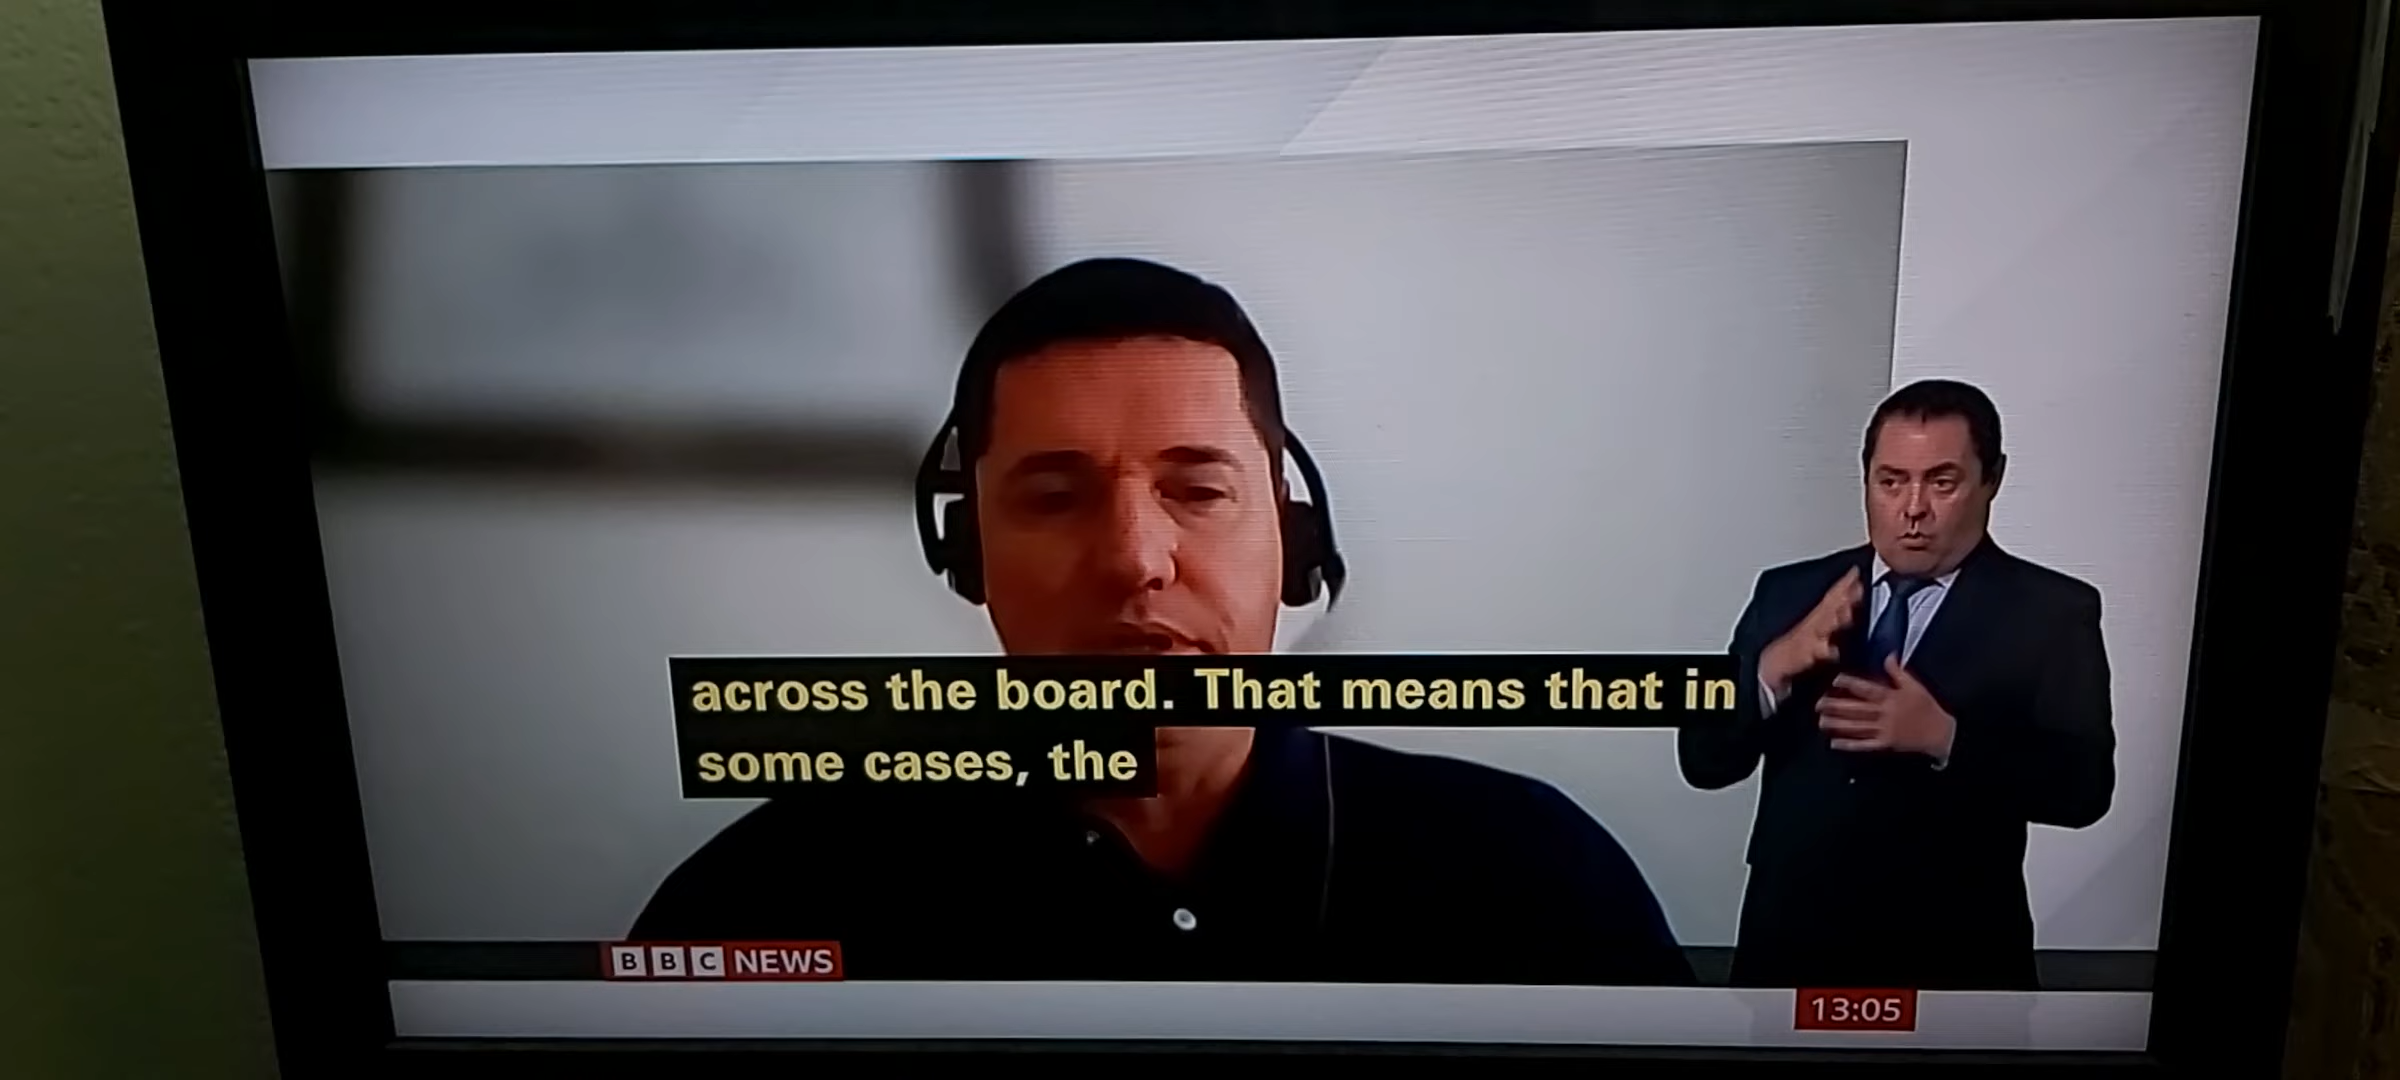 across the board. That means that in
some cases, the
BBC NEWS
13:05